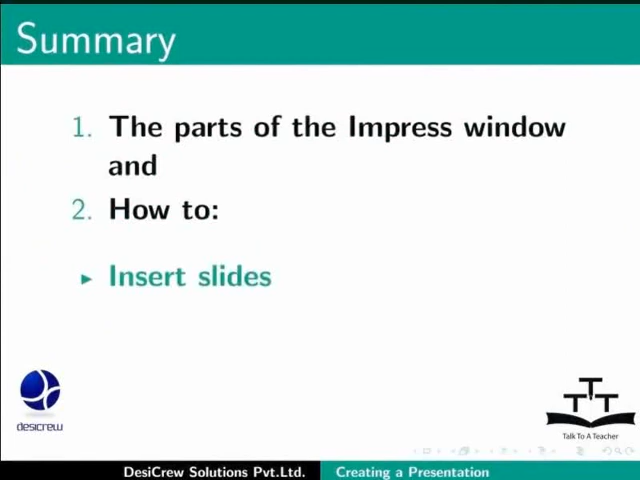 Summary
1. The parts of the Impress window
and
2. How to:
▸ Insert slides
desicrew
TTT
Talk To A Teacher
DesiCrew Solutions Pvt.Ltd. Creating a Presentation